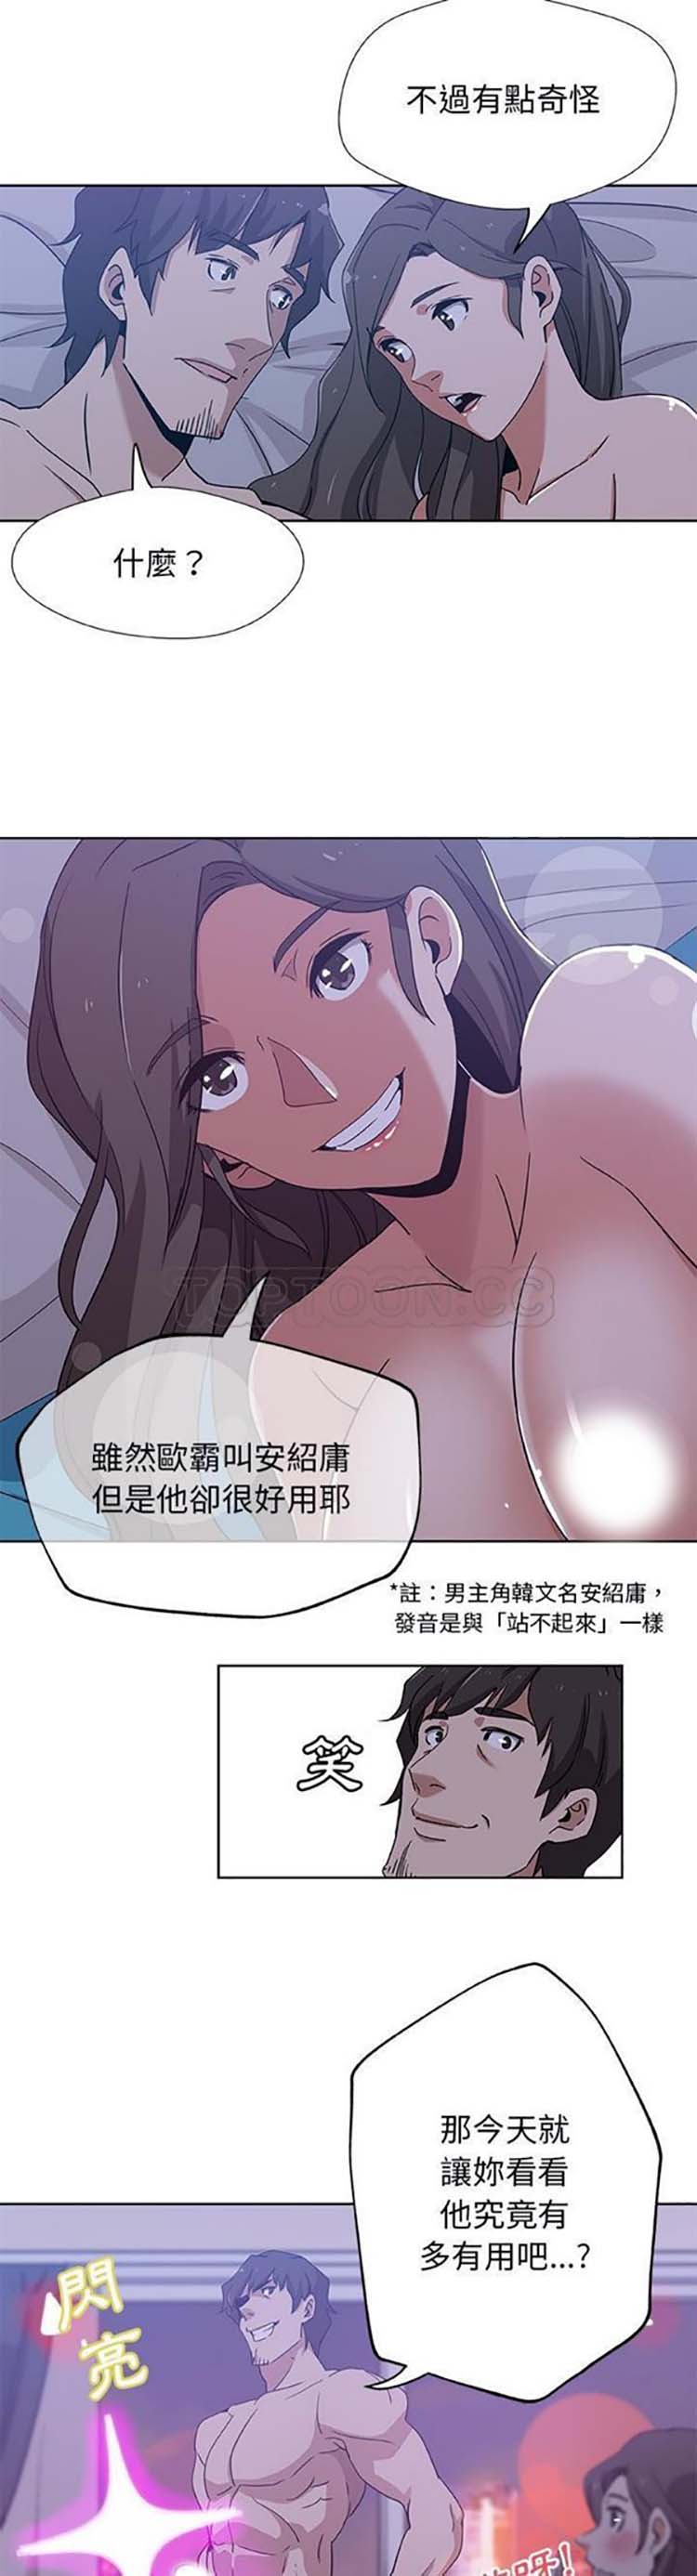 不過有點奇怪
什麼？
TOPTOON.CC
雖然歐霸叫安紹庸
但是他卻很好用耶
*註：男主角韓文名安紹庸，
發音是與「站不起來」一樣
笑
那今天就
讓妳看看
他究竟有
多有用吧...?
閃
亮
呀!